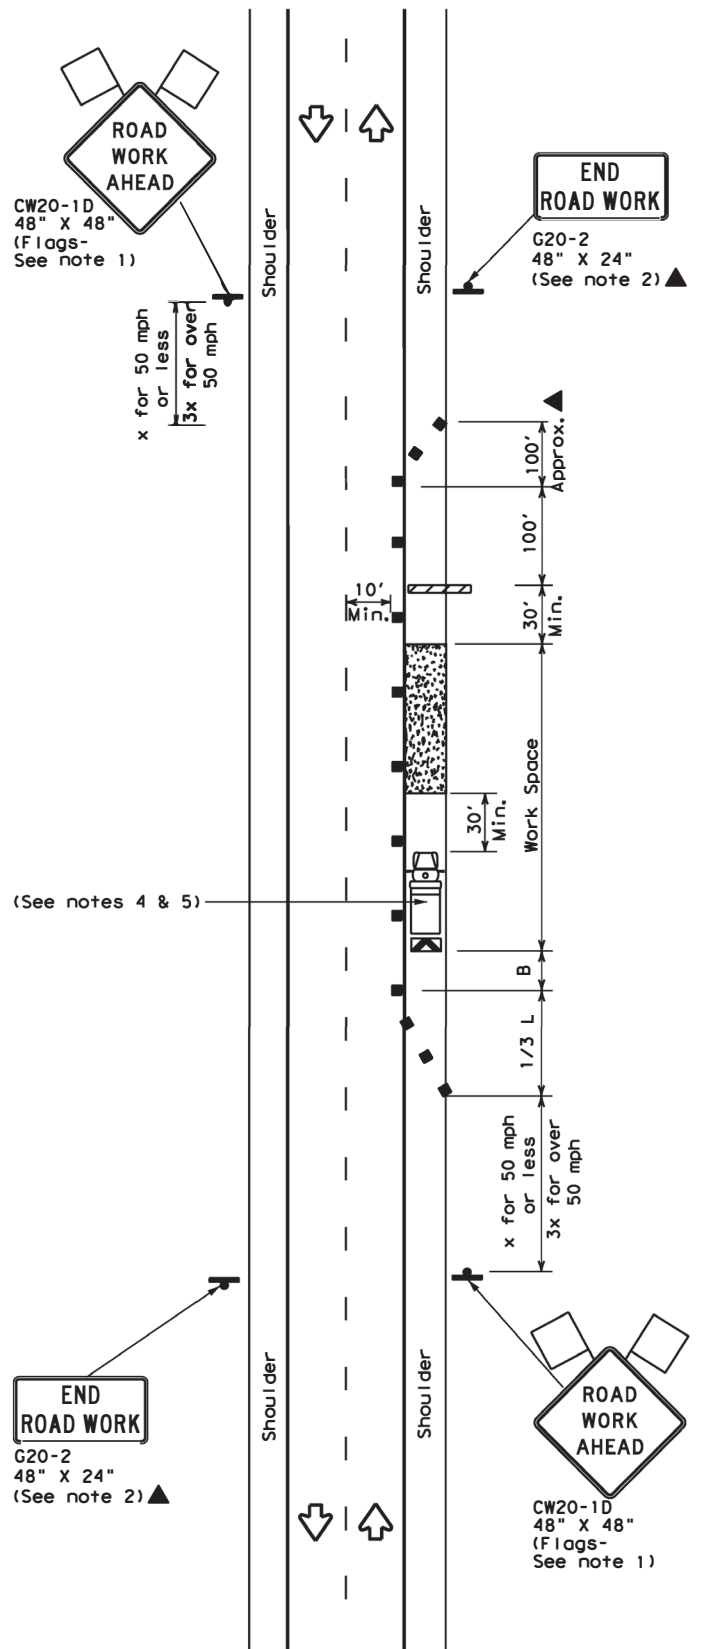 ROAD
WORK
AHEAD
CW20-1D
48" X 48"
(Flags-
See note 1)
END
ROAD WORK
G20-2
48" X 24"
(See note 2)
Shoulder
Shoulder
x for 50 mph
or less
3x for over
50 mph
100'
Approx.
100'
10'
Min.
30'
Min.
Work Space
30'
Min.
(See notes 4 & 5)
B
1/3 L
x for 50 mph
or less
3x for over
50 mph
END
ROAD WORK
G20-2
48" X 24"
(See note 2)
Shoulder
Shoulder
ROAD
WORK
AHEAD
CW20-1D
48" X 48"
(Flags-
See note 1)